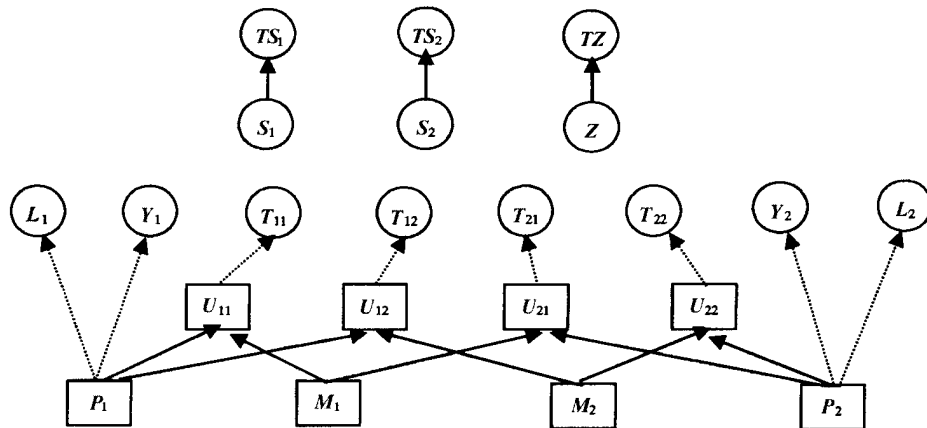 TS₁ TS₂ TZ
S₁ S₂ Z
L₁ Y₁ T₁₁ T₁₂ T₂₁ T₂₂ Y₂ L₂
U₁₁ U₁₂ U₂₁ U₂₂
P₁ M₁ M₂ P₂